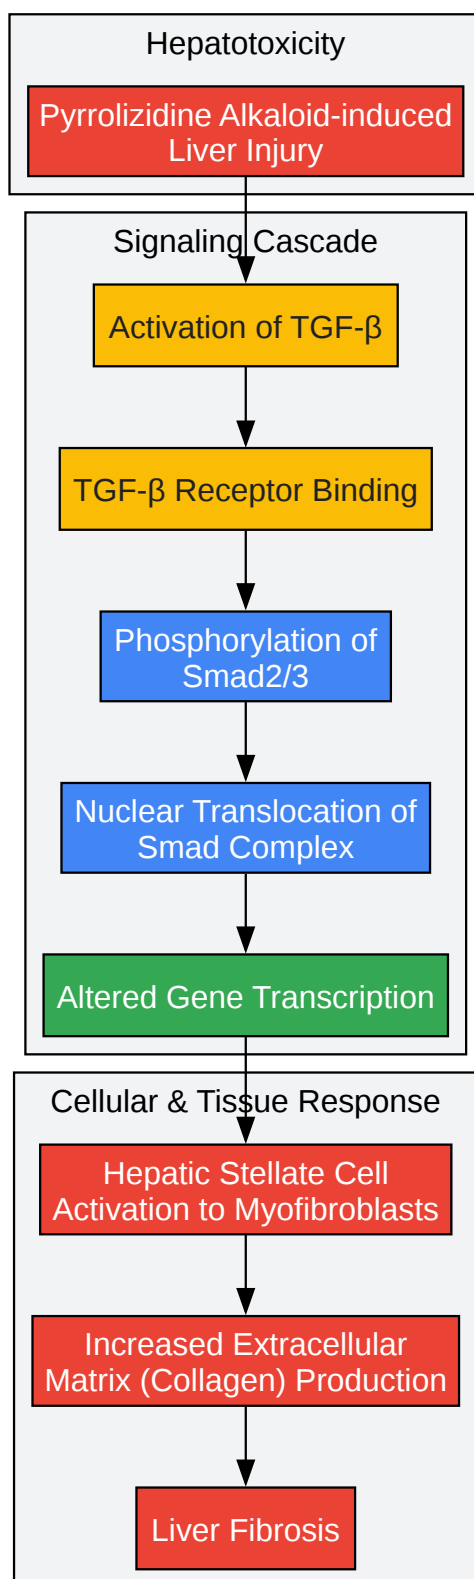 Hepatotoxicity
Pyrrolizidine Alkaloid-induced
Liver Injury
Signaling Cascade
Activation of TGF-β
TGF-β Receptor Binding
Phosphorylation of
Smad2/3
Nuclear Translocation of
Smad Complex
Altered Gene Transcription
Cellular & Tissue Response
Hepatic Stellate Cell
Activation to Myofibroblasts
Increased Extracellular
Matrix (Collagen) Production
Liver Fibrosis